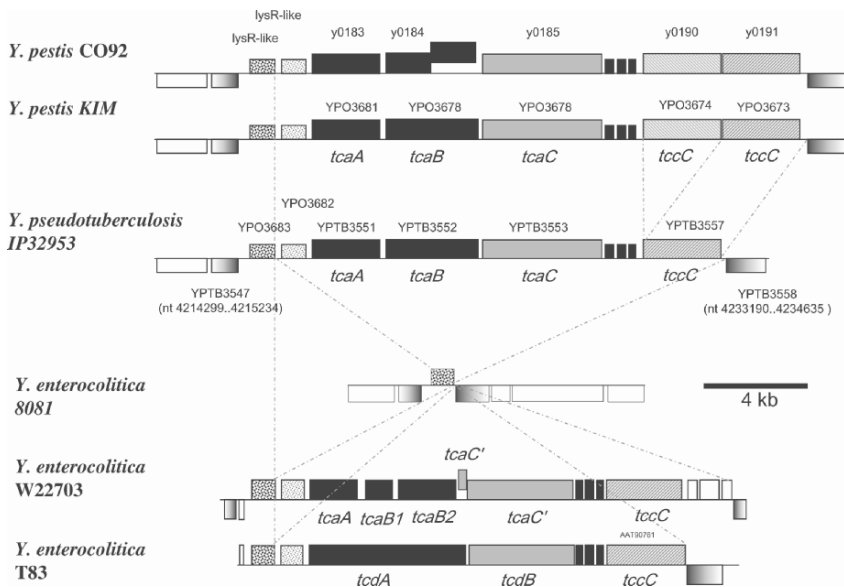 lysR-like
lysR-like y0183 y0184 y0185 y0190 y0191
Y. pestis CO92
Y. pestis KIM
YPO3681 YPO3678 YPO3678 YPO3674 YPO3673
tcaA tcaB tcaC tccC tccC
YPO3682
Y. pseudotuberculosis
IP32953
YPO3683 YPTB3551 YPTB3552 YPTB3553 YPTB3557
tcaA tcaB tcaC tccC
YPTB3547
(nt 4214299..4215234)
YPTB3558
(nt 4233190..4234635 )
Y. enterocolitica
8081
4 kb
Y. enterocolitica
W22703
tcaC'
tcaA tcaB1 tcaB2 tcaC' tccC
Y. enterocolitica
T83
AAT90761
tcdA tcdB tccC